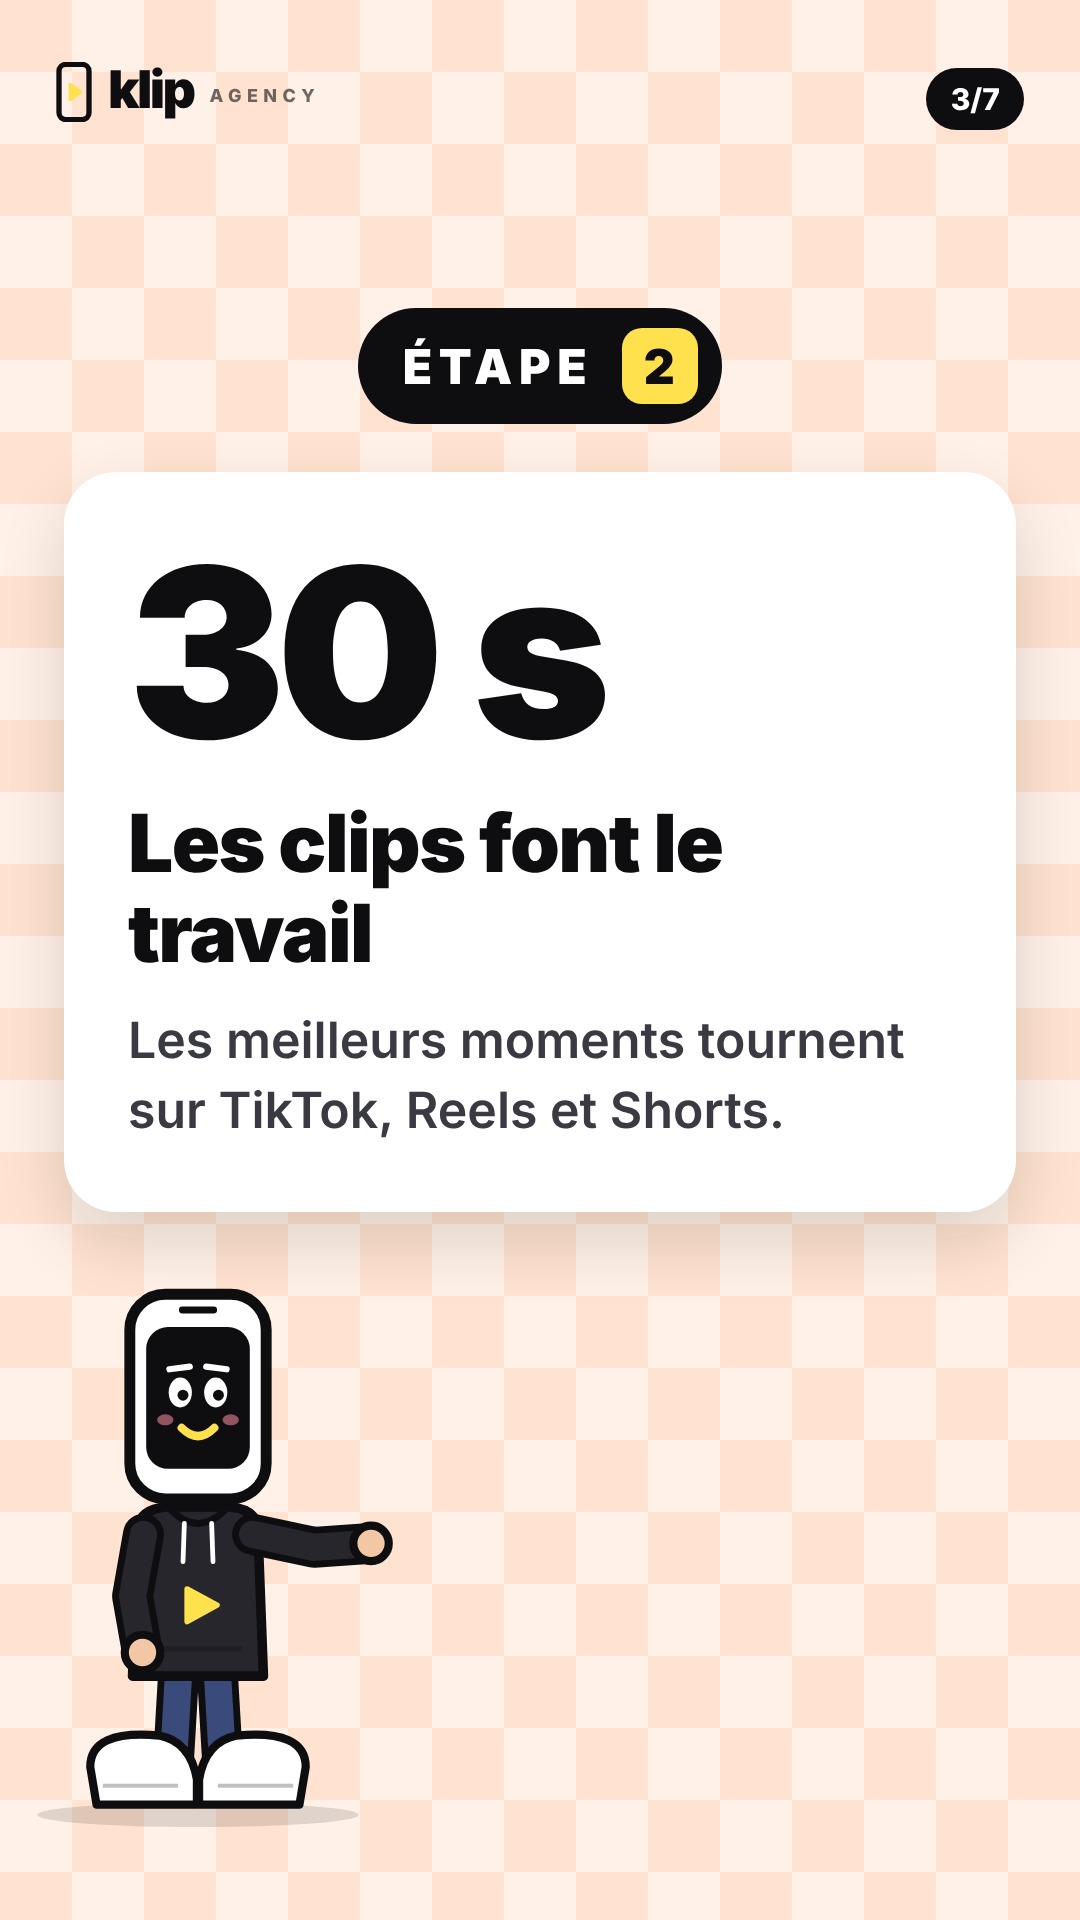 klip AGENCY
3/7
ÉTAPE 2
30 s
Les clips font le
travail
Les meilleurs moments tournent
sur TikTok, Reels et Shorts.